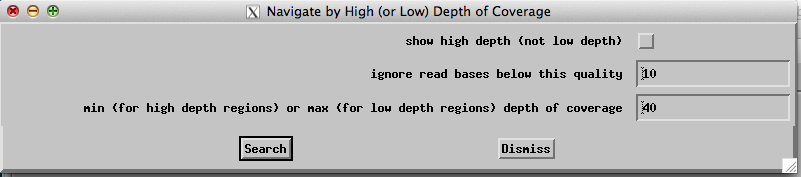 Navigate by High (or Low) Depth of Coverage
show high depth (not low depth)
ignore read bases below this quality 10
min (for high depth regions) or max (for low depth regions) depth of coverage 40
Search Dismiss